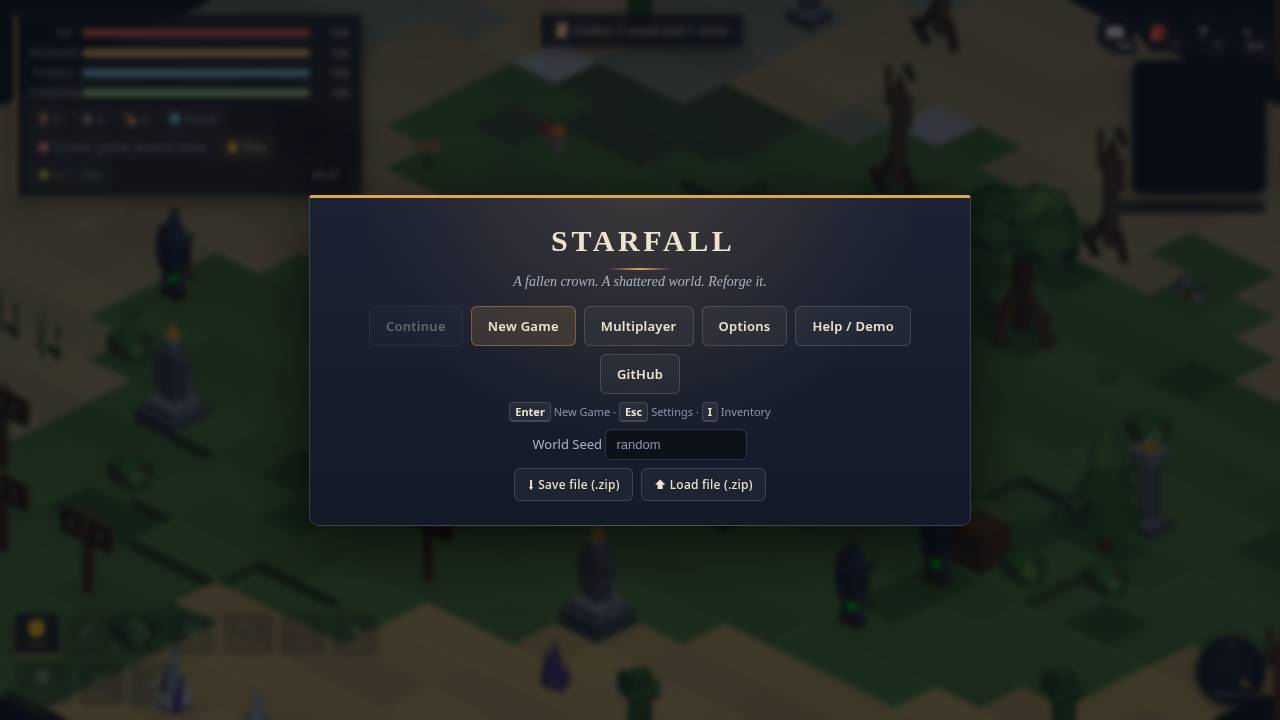 STARFALL
A fallen crown. A shattered world. Reforge it.
Continue New Game Multiplayer Options Help / Demo
GitHub
Enter New Game · Esc Settings · I Inventory
World Seed random
⬇ Save file (.zip) ⬆ Load file (.zip)